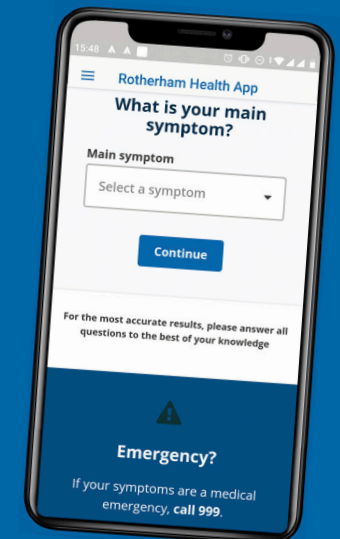 15:48
Rotherham Health App
What is your main
symptom?
Main symptom
Select a symptom
Continue
For the most accurate results, please answer all
questions to the best of your knowledge
Emergency?
If your symptoms are a medical
emergency, call 999.